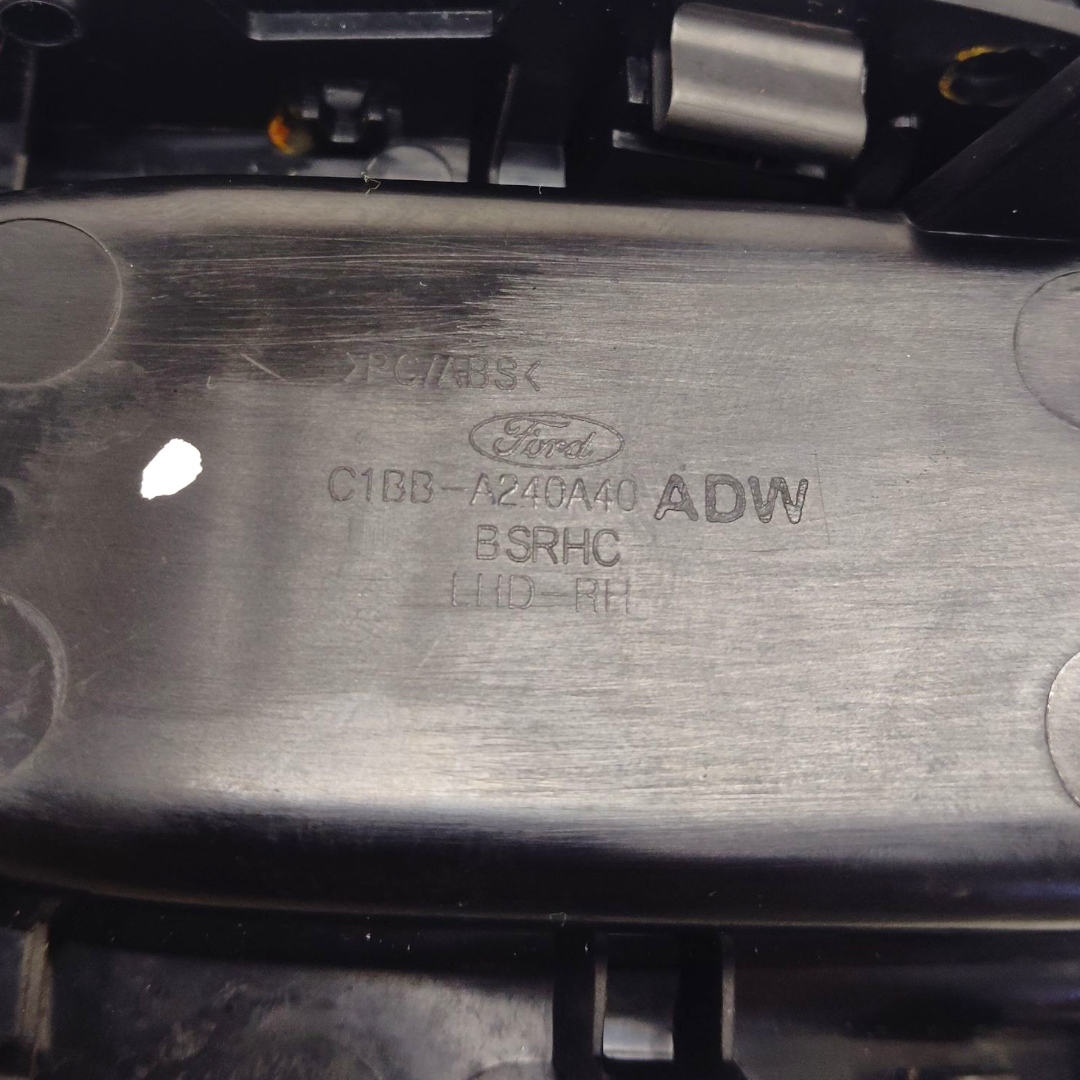 >PC/ABS<
Ford
C1BB-A240A40 ADW
BSRHC
LHD-RH